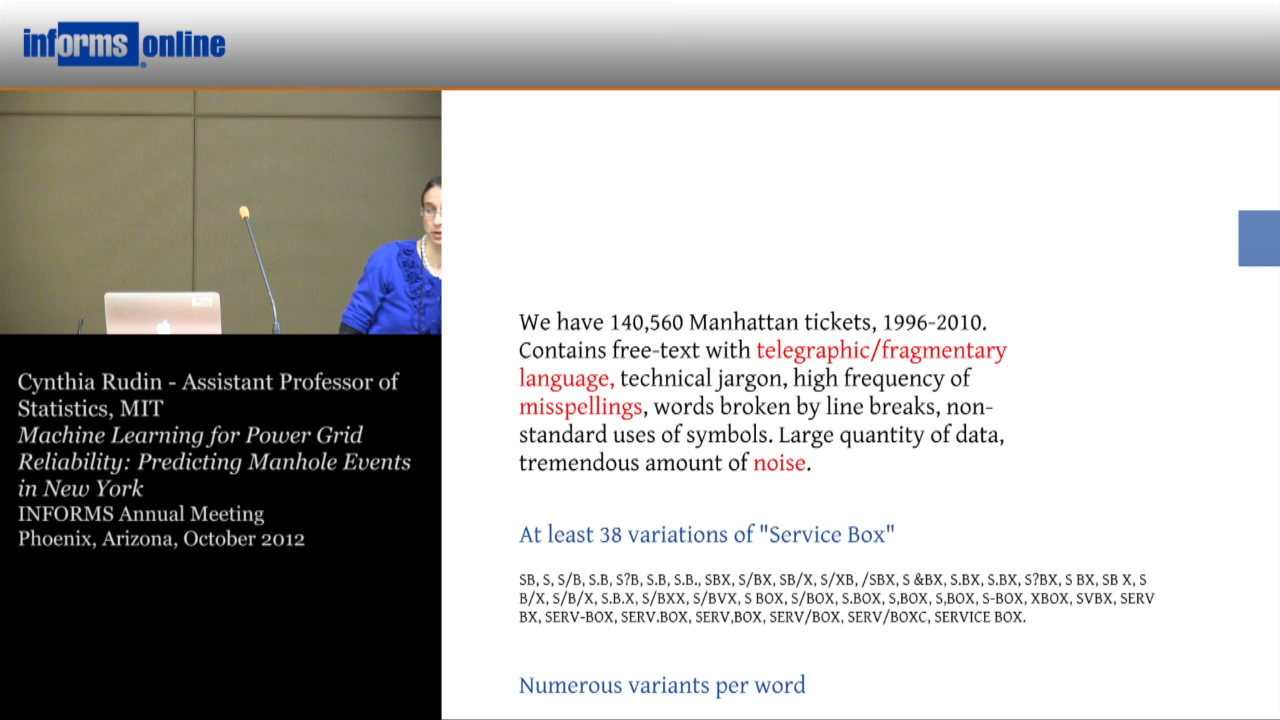 informs online
Cynthia Rudin - Assistant Professor of
Statistics, MIT
Machine Learning for Power Grid
Reliability: Predicting Manhole Events
in New York
INFORMS Annual Meeting
Phoenix, Arizona, October 2012
We have 140,560 Manhattan tickets, 1996-2010.
Contains free-text with telegraphic/fragmentary
language, technical jargon, high frequency of
misspellings, words broken by line breaks, non-
standard uses of symbols. Large quantity of data,
tremendous amount of noise.
At least 38 variations of "Service Box"
SB, S, S/B, S.B, S?B, S.B, S.B., SBX, S/BX, SB/X, S/XB, /SBX, S &BX, S.BX, S.BX, S?BX, S BX, SB X, S
B/X, S/B/X, S.B.X, S/BXX, S/BVX, S BOX, S/BOX, S.BOX, S,BOX, S,BOX, S-BOX, XBOX, SVBX, SERV
BX, SERV-BOX, SERV.BOX, SERV,BOX, SERV/BOX, SERV/BOXC, SERVICE BOX.
Numerous variants per word